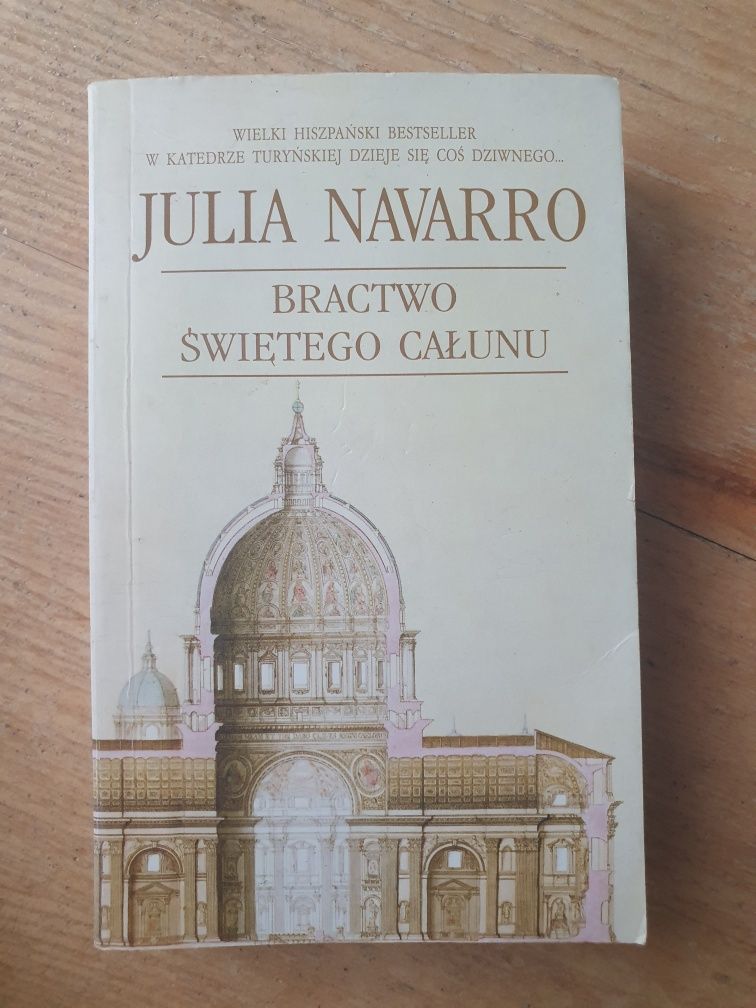 WIELKI HISZPAŃSKI BESTSELLER
W KATEDRZE TURYŃSKIEJ DZIEJE SIĘ COŚ DZIWNEGO...
JULIA NAVARRO
BRACTWO
ŚWIĘTEGO CAŁUNU